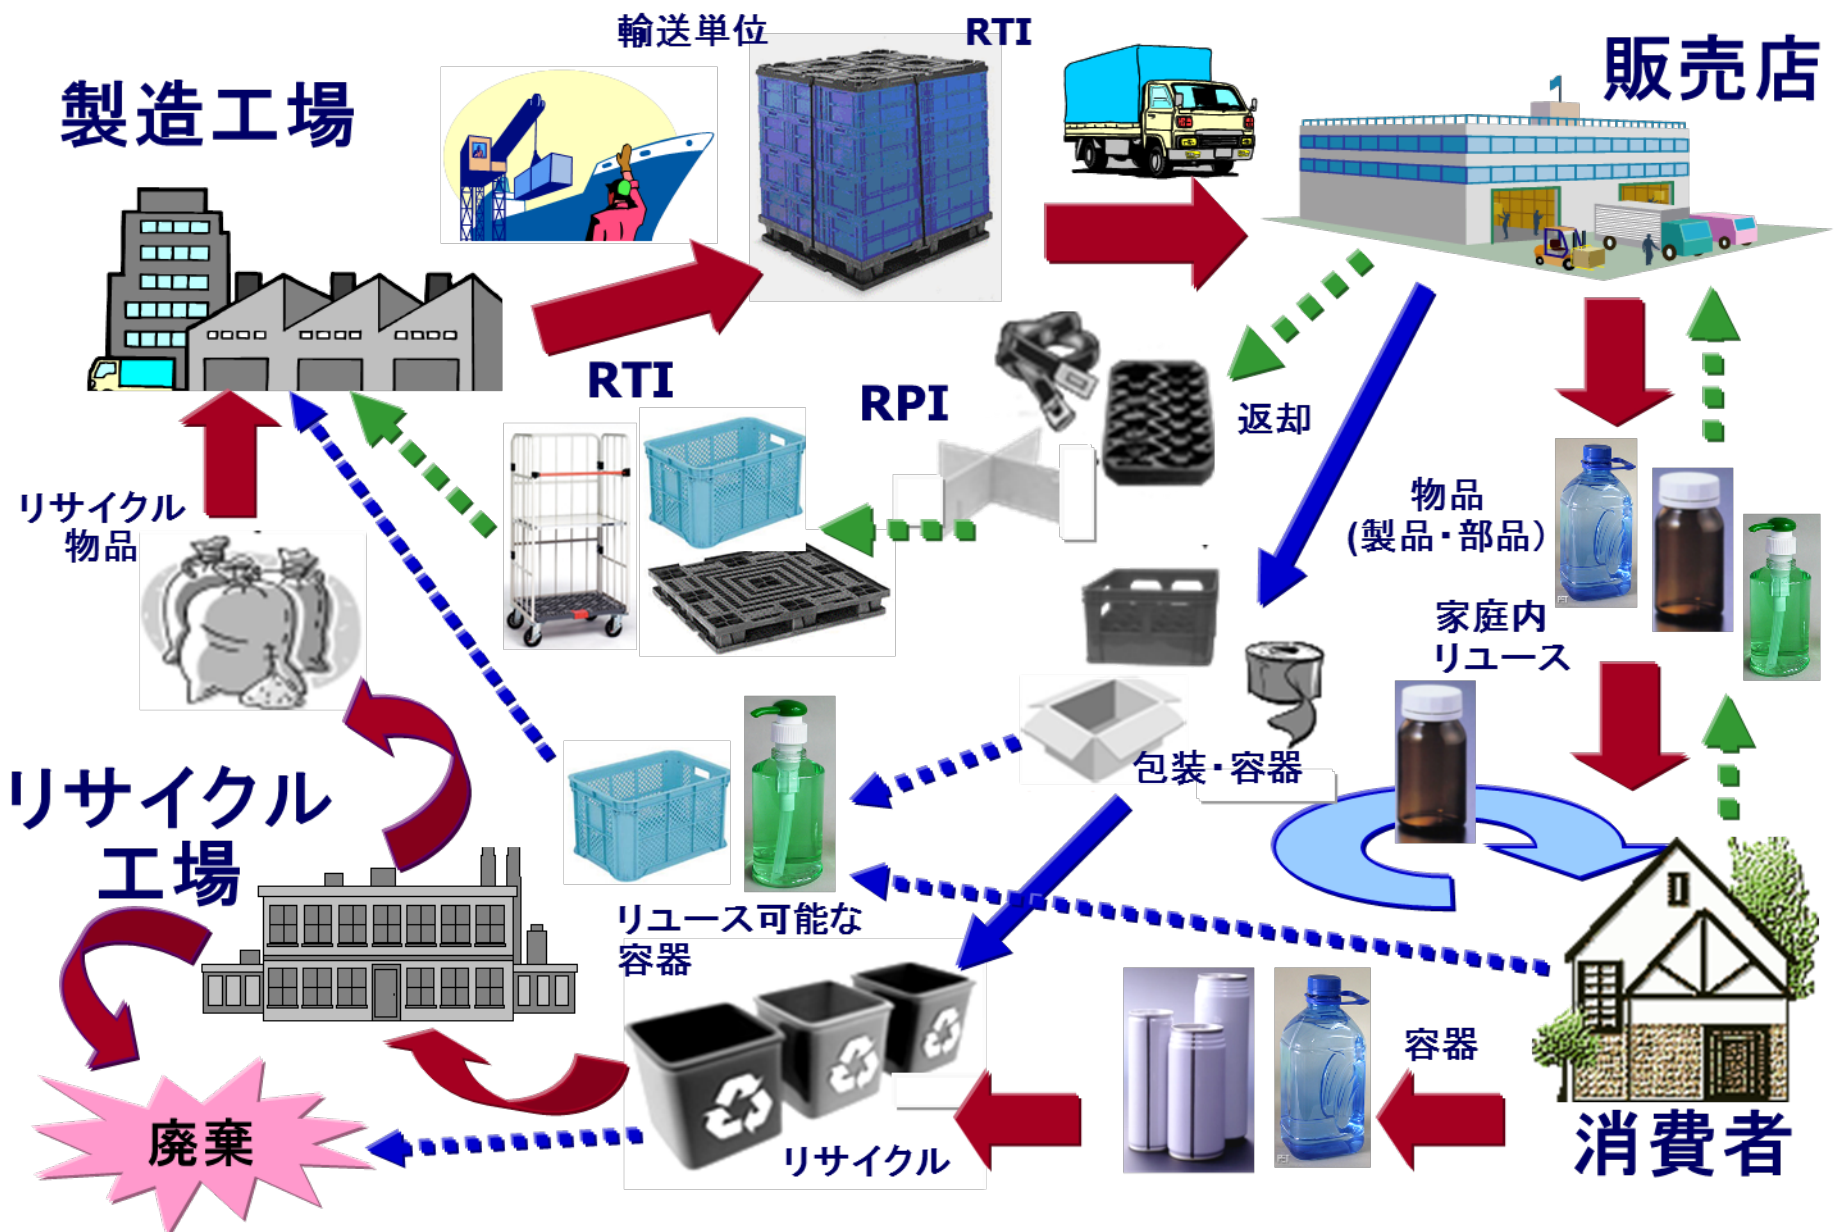 輸送単位
RTI
販売店
製造工場
RTI
RPI
返却
リサイクル
物品
物品
(製品・部品)
家庭内
リユース
包装・容器
リサイクル
工場
リユース可能な
容器
容器
廃棄
リサイクル
消費者